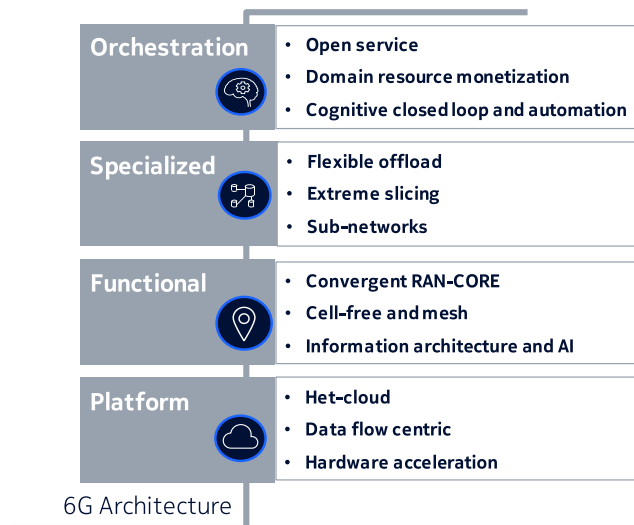 Orchestration
• Open service
• Domain resource monetization
• Cognitive closed loop and automation
Specialized
• Flexible offload
• Extreme slicing
• Sub-networks
Functional
• Convergent RAN-CORE
• Cell-free and mesh
• Information architecture and AI
Platform
• Het-cloud
• Data flow centric
• Hardware acceleration
6G Architecture